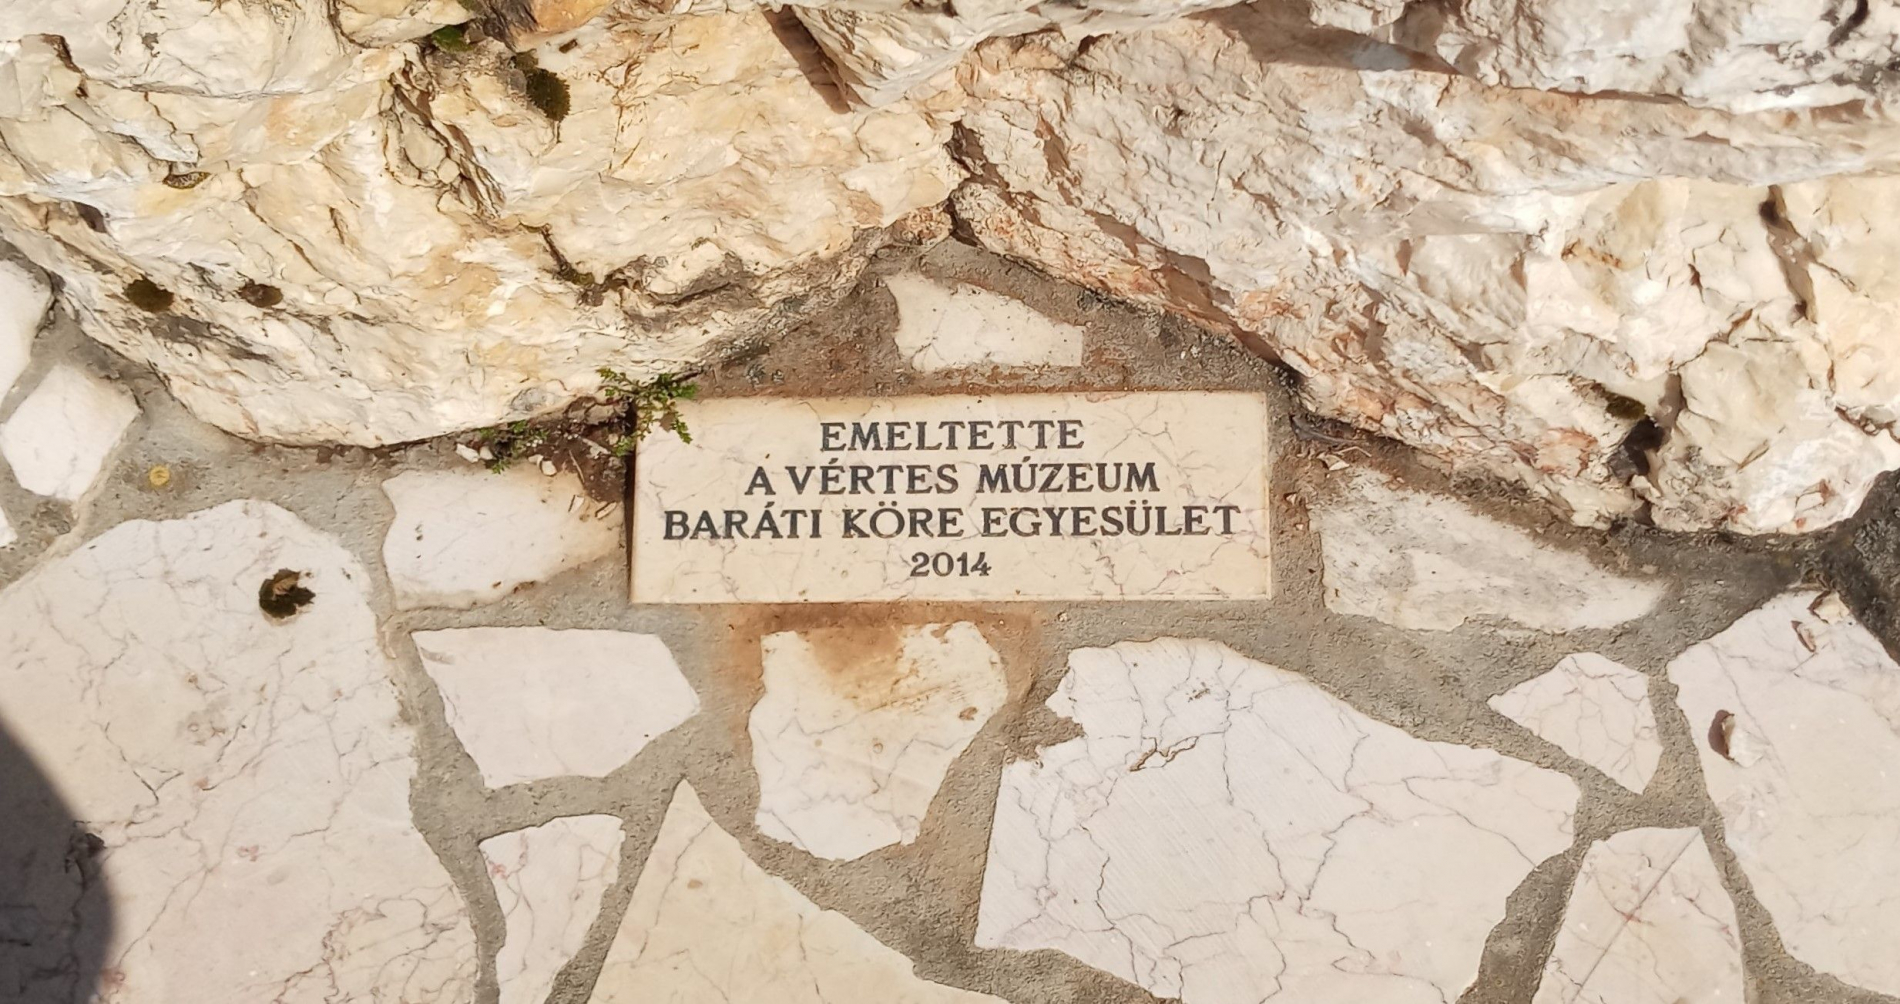 EMELTETTE
A VÉRTES MÚZEUM
BARÁTI KÖRE EGYESÜLET
2014